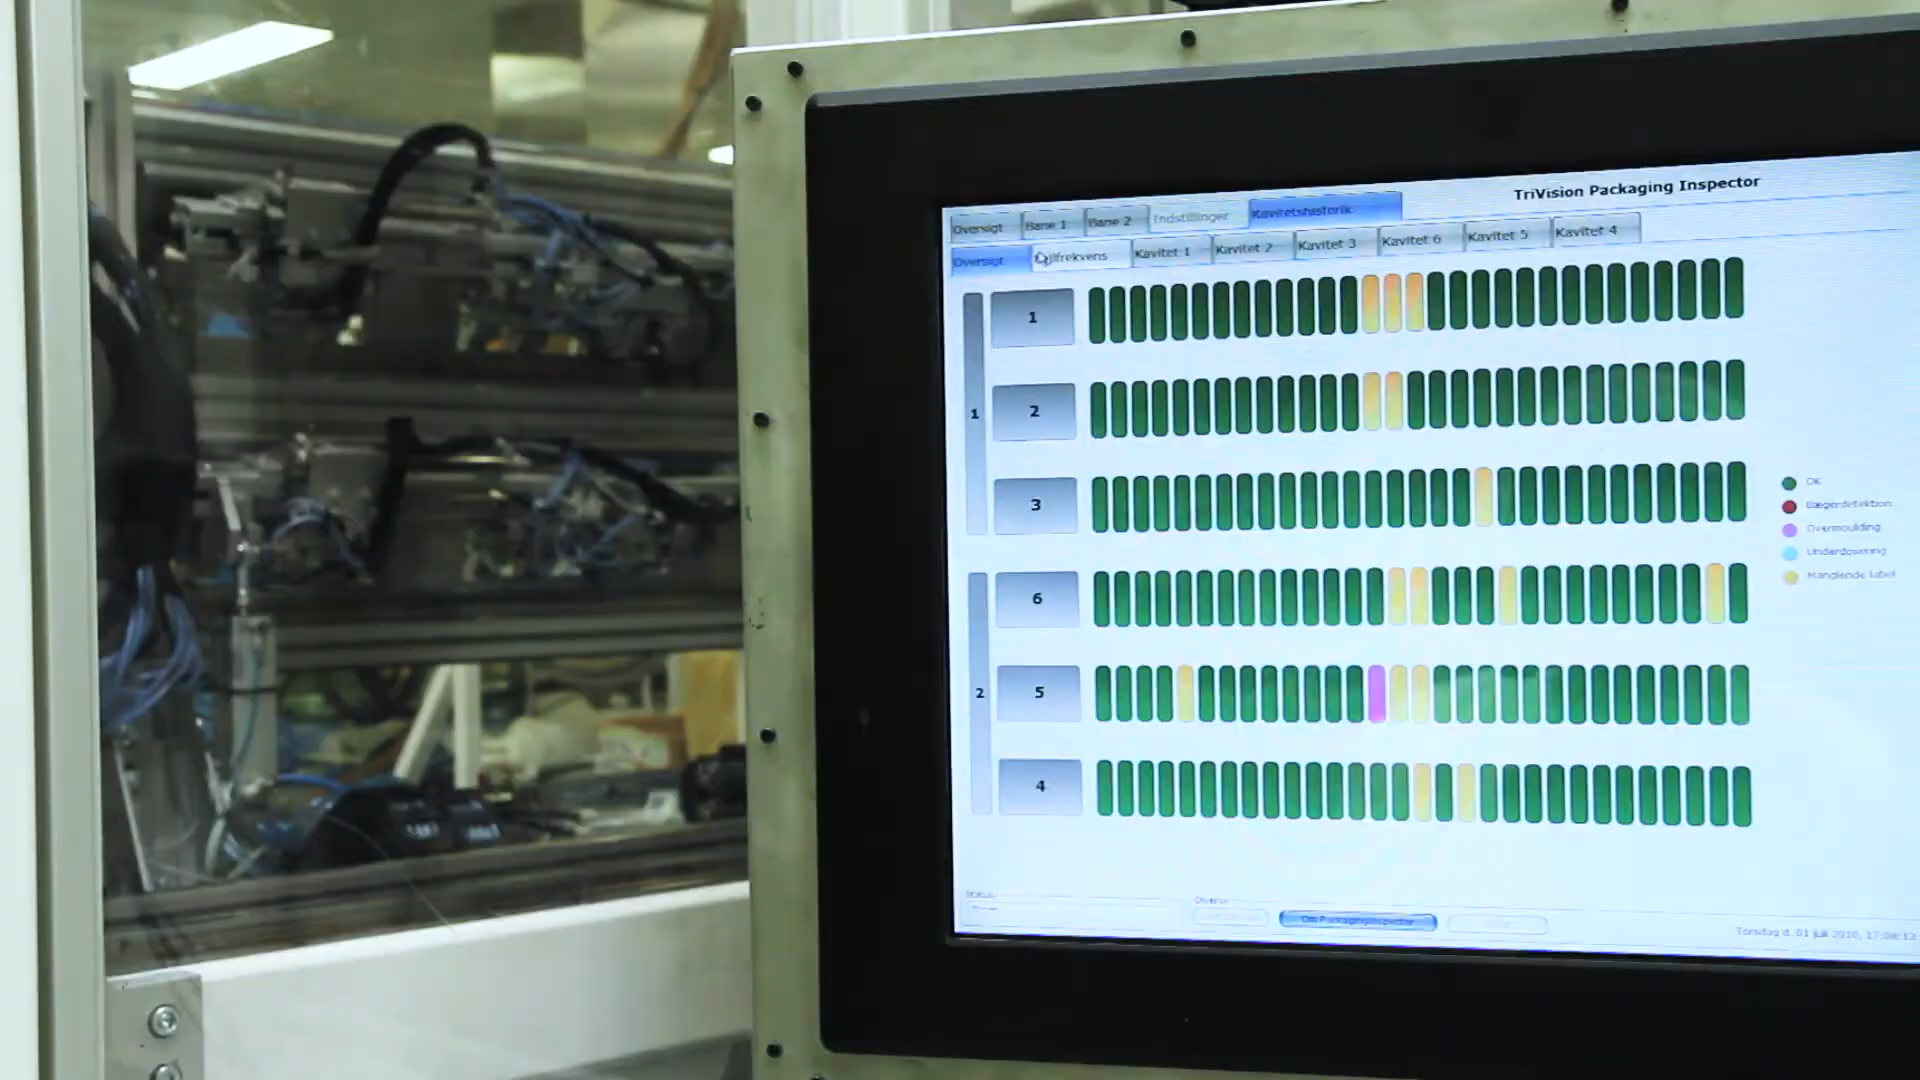 TriVision Packaging Inspector
Oversigt Bane 1 Bane 2 Indstillinger Kavitetshistorik
Oversigt Kavitet 1 Kavitet 2 Kavitet 3 Kavitet 6 Kavitet 5 Kavitet 4
1
1
2
3
2
6
5
4
OK
Bægerdetektion
Overmoulding
Underdosering
Manglende label
Status
Diverse
Om PackagingInspector
Torsdag d. 01 juli 2010, 17:08:13